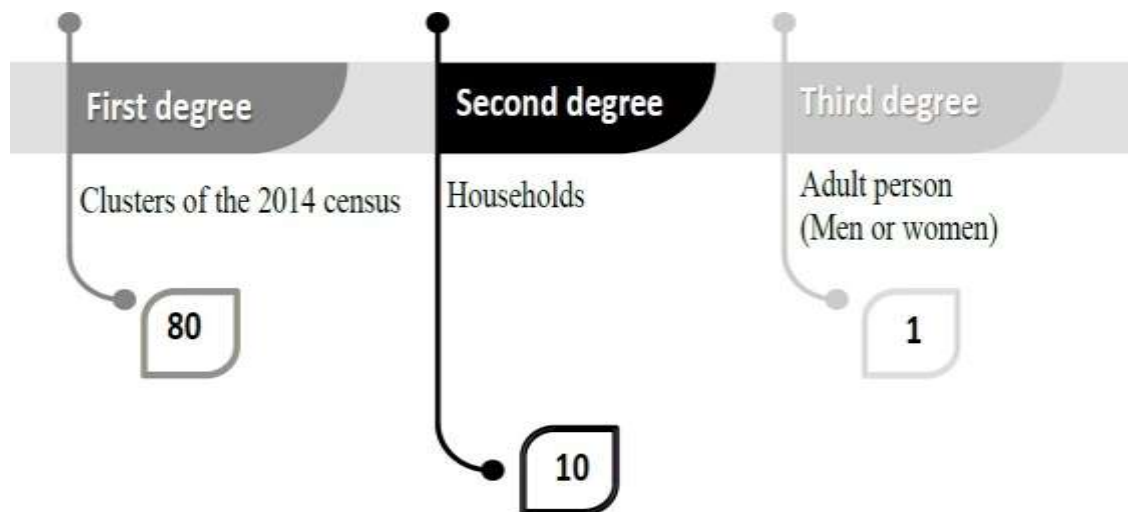 First degree
Clusters of the 2014 census
80
Second degree
Households
10
Third degree
Adult person
(Men or women)
1